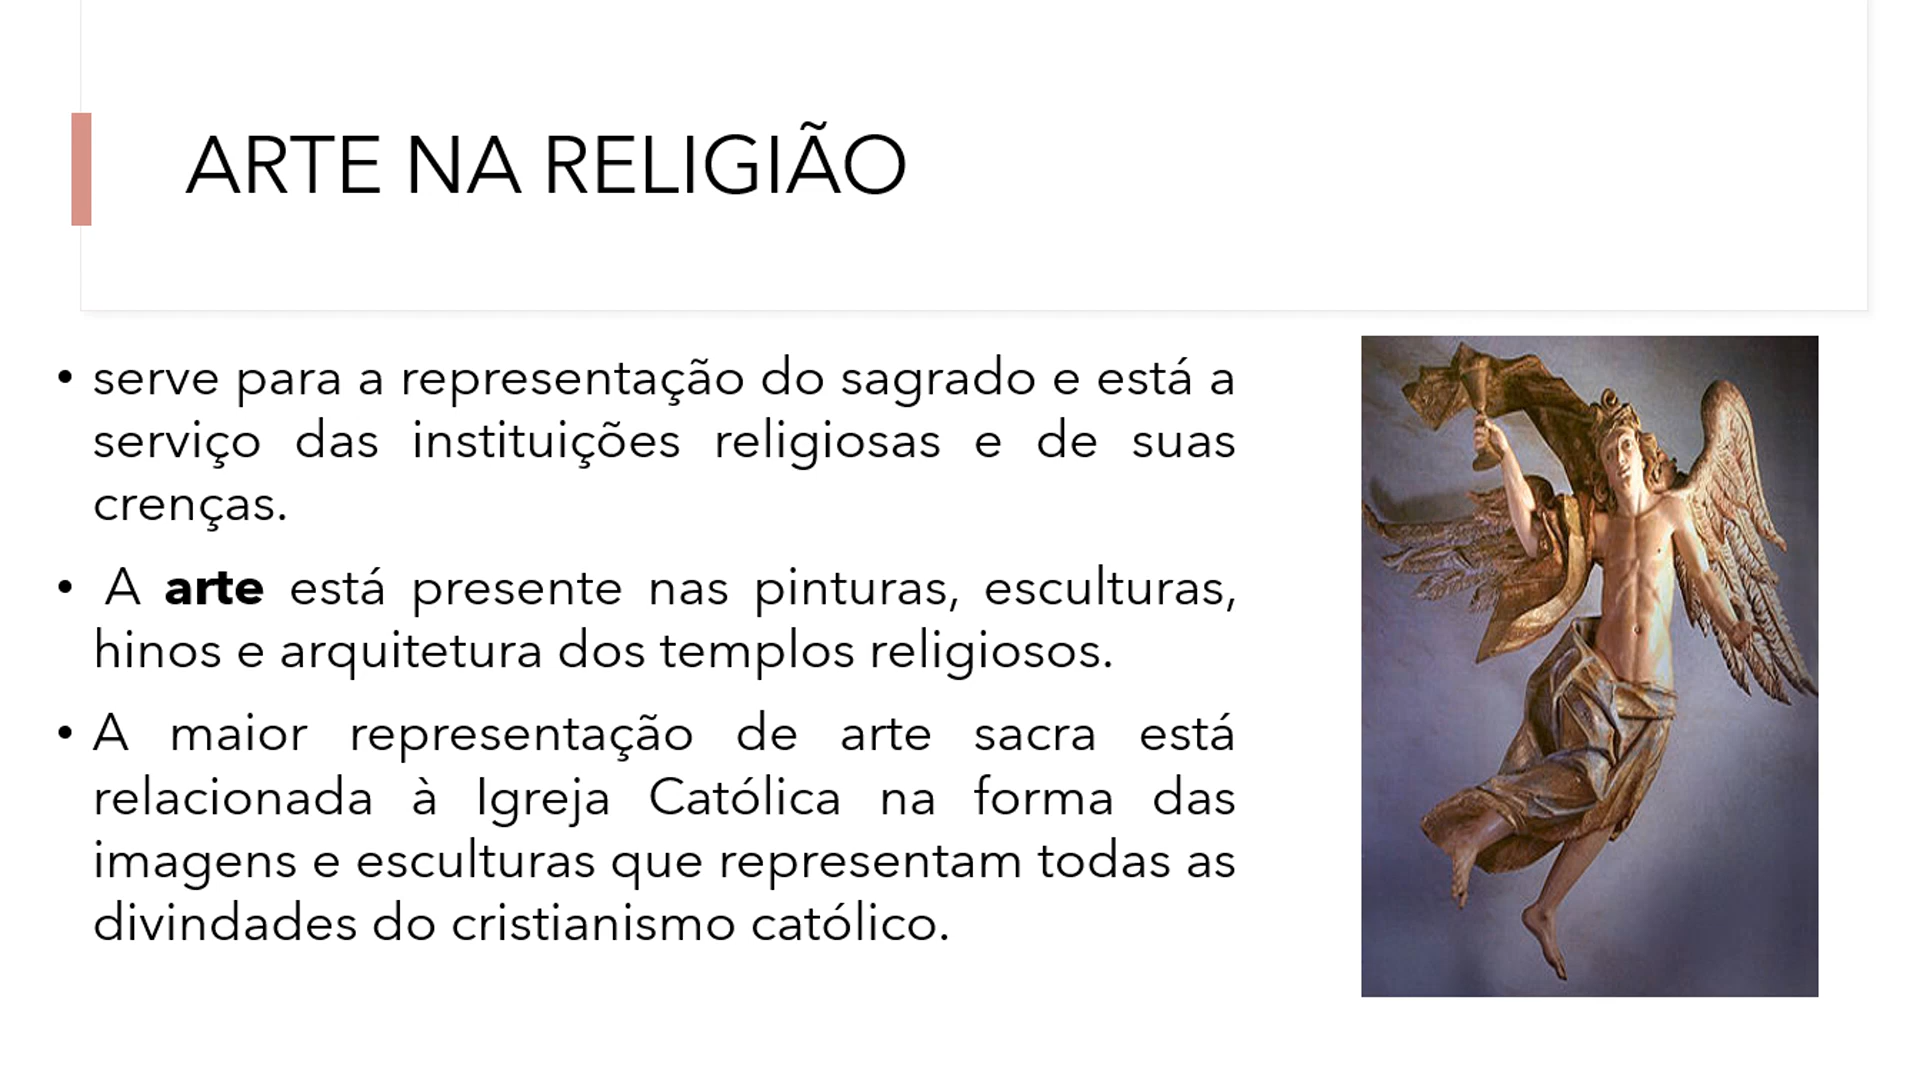 ARTE NA RELIGIÃO
• serve para a representação do sagrado e está a
serviço das instituições religiosas e de suas
crenças.
• A arte está presente nas pinturas, esculturas,
hinos e arquitetura dos templos religiosos.
• A maior representação de arte sacra está
relacionada à Igreja Católica na forma das
imagens e esculturas que representam todas as
divindades do cristianismo católico.